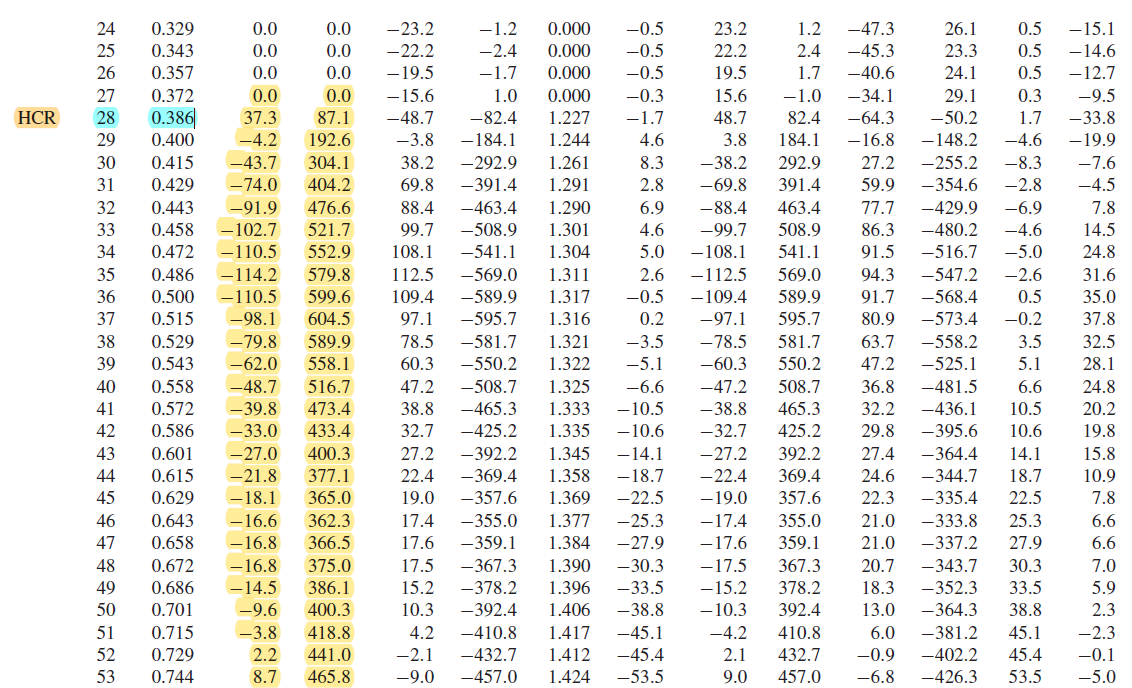 24 0.329 0.0 0.0 −23.2 −1.2 0.000 −0.5 23.2 1.2 −47.3 26.1 0.5 −15.1
25 0.343 0.0 0.0 −22.2 −2.4 0.000 −0.5 22.2 2.4 −45.3 23.3 0.5 −14.6
26 0.357 0.0 0.0 −19.5 −1.7 0.000 −0.5 19.5 1.7 −40.6 24.1 0.5 −12.7
27 0.372 0.0 0.0 −15.6 1.0 0.000 −0.3 15.6 −1.0 −34.1 29.1 0.3 −9.5
HCR 28 0.386 37.3 87.1 −48.7 −82.4 1.227 −1.7 48.7 82.4 −64.3 −50.2 1.7 −33.8
29 0.400 −4.2 192.6 −3.8 −184.1 1.244 4.6 3.8 184.1 −16.8 −148.2 −4.6 −19.9
30 0.415 −43.7 304.1 38.2 −292.9 1.261 8.3 −38.2 292.9 27.2 −255.2 −8.3 −7.6
31 0.429 −74.0 404.2 69.8 −391.4 1.291 2.8 −69.8 391.4 59.9 −354.6 −2.8 −4.5
32 0.443 −91.9 476.6 88.4 −463.4 1.290 6.9 −88.4 463.4 77.7 −429.9 −6.9 7.8
33 0.458 −102.7 521.7 99.7 −508.9 1.301 4.6 −99.7 508.9 86.3 −480.2 −4.6 14.5
34 0.472 −110.5 552.9 108.1 −541.1 1.304 5.0 −108.1 541.1 91.5 −516.7 −5.0 24.8
35 0.486 −114.2 579.8 112.5 −569.0 1.311 2.6 −112.5 569.0 94.3 −547.2 −2.6 31.6
36 0.500 −110.5 599.6 109.4 −589.9 1.317 −0.5 −109.4 589.9 91.7 −568.4 0.5 35.0
37 0.515 −98.1 604.5 97.1 −595.7 1.316 0.2 −97.1 595.7 80.9 −573.4 −0.2 37.8
38 0.529 −79.8 589.9 78.5 −581.7 1.321 −3.5 −78.5 581.7 63.7 −558.2 3.5 32.5
39 0.543 −62.0 558.1 60.3 −550.2 1.322 −5.1 −60.3 550.2 47.2 −525.1 5.1 28.1
40 0.558 −48.7 516.7 47.2 −508.7 1.325 −6.6 −47.2 508.7 36.8 −481.5 6.6 24.8
41 0.572 −39.8 473.4 38.8 −465.3 1.333 −10.5 −38.8 465.3 32.2 −436.1 10.5 20.2
42 0.586 −33.0 433.4 32.7 −425.2 1.335 −10.6 −32.7 425.2 29.8 −395.6 10.6 19.8
43 0.601 −27.0 400.3 27.2 −392.2 1.345 −14.1 −27.2 392.2 27.4 −364.4 14.1 15.8
44 0.615 −21.8 377.1 22.4 −369.4 1.358 −18.7 −22.4 369.4 24.6 −344.7 18.7 10.9
45 0.629 −18.1 365.0 19.0 −357.6 1.369 −22.5 −19.0 357.6 22.3 −335.4 22.5 7.8
46 0.643 −16.6 362.3 17.4 −355.0 1.377 −25.3 −17.4 355.0 21.0 −333.8 25.3 6.6
47 0.658 −16.8 366.5 17.6 −359.1 1.384 −27.9 −17.6 359.1 21.0 −337.2 27.9 6.6
48 0.672 −16.8 375.0 17.5 −367.3 1.390 −30.3 −17.5 367.3 20.7 −343.7 30.3 7.0
49 0.686 −14.5 386.1 15.2 −378.2 1.396 −33.5 −15.2 378.2 18.3 −352.3 33.5 5.9
50 0.701 −9.6 400.3 10.3 −392.4 1.406 −38.8 −10.3 392.4 13.0 −364.3 38.8 2.3
51 0.715 −3.8 418.8 4.2 −410.8 1.417 −45.1 −4.2 410.8 6.0 −381.2 45.1 −2.3
52 0.729 2.2 441.0 −2.1 −432.7 1.412 −45.4 2.1 432.7 −0.9 −402.2 45.4 −0.1
53 0.744 8.7 465.8 −9.0 −457.0 1.424 −53.5 9.0 457.0 −6.8 −426.3 53.5 −5.0